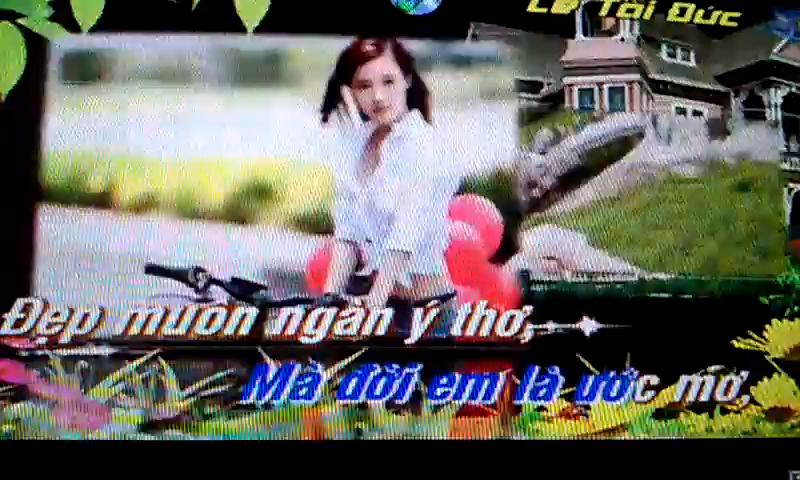 Lê Tài Đức
Đẹp muôn ngàn ý thơ,
Mà đời em là ước mơ,